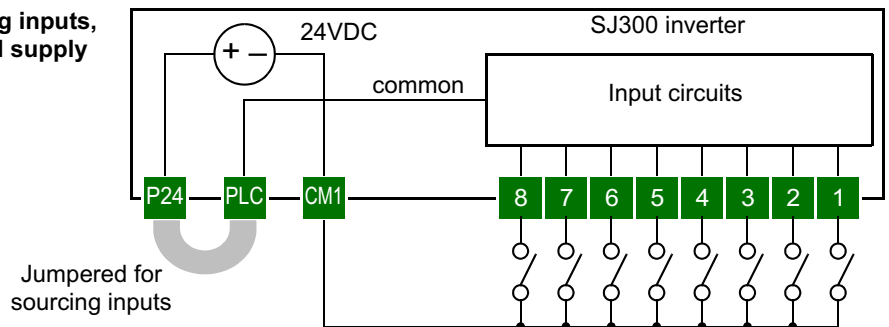 g inputs,
supply
24VDC
SJ300 inverter
+ –
common
Input circuits
P24 PLC CM1 8 7 6 5 4 3 2 1
Jumpered for
sourcing inputs